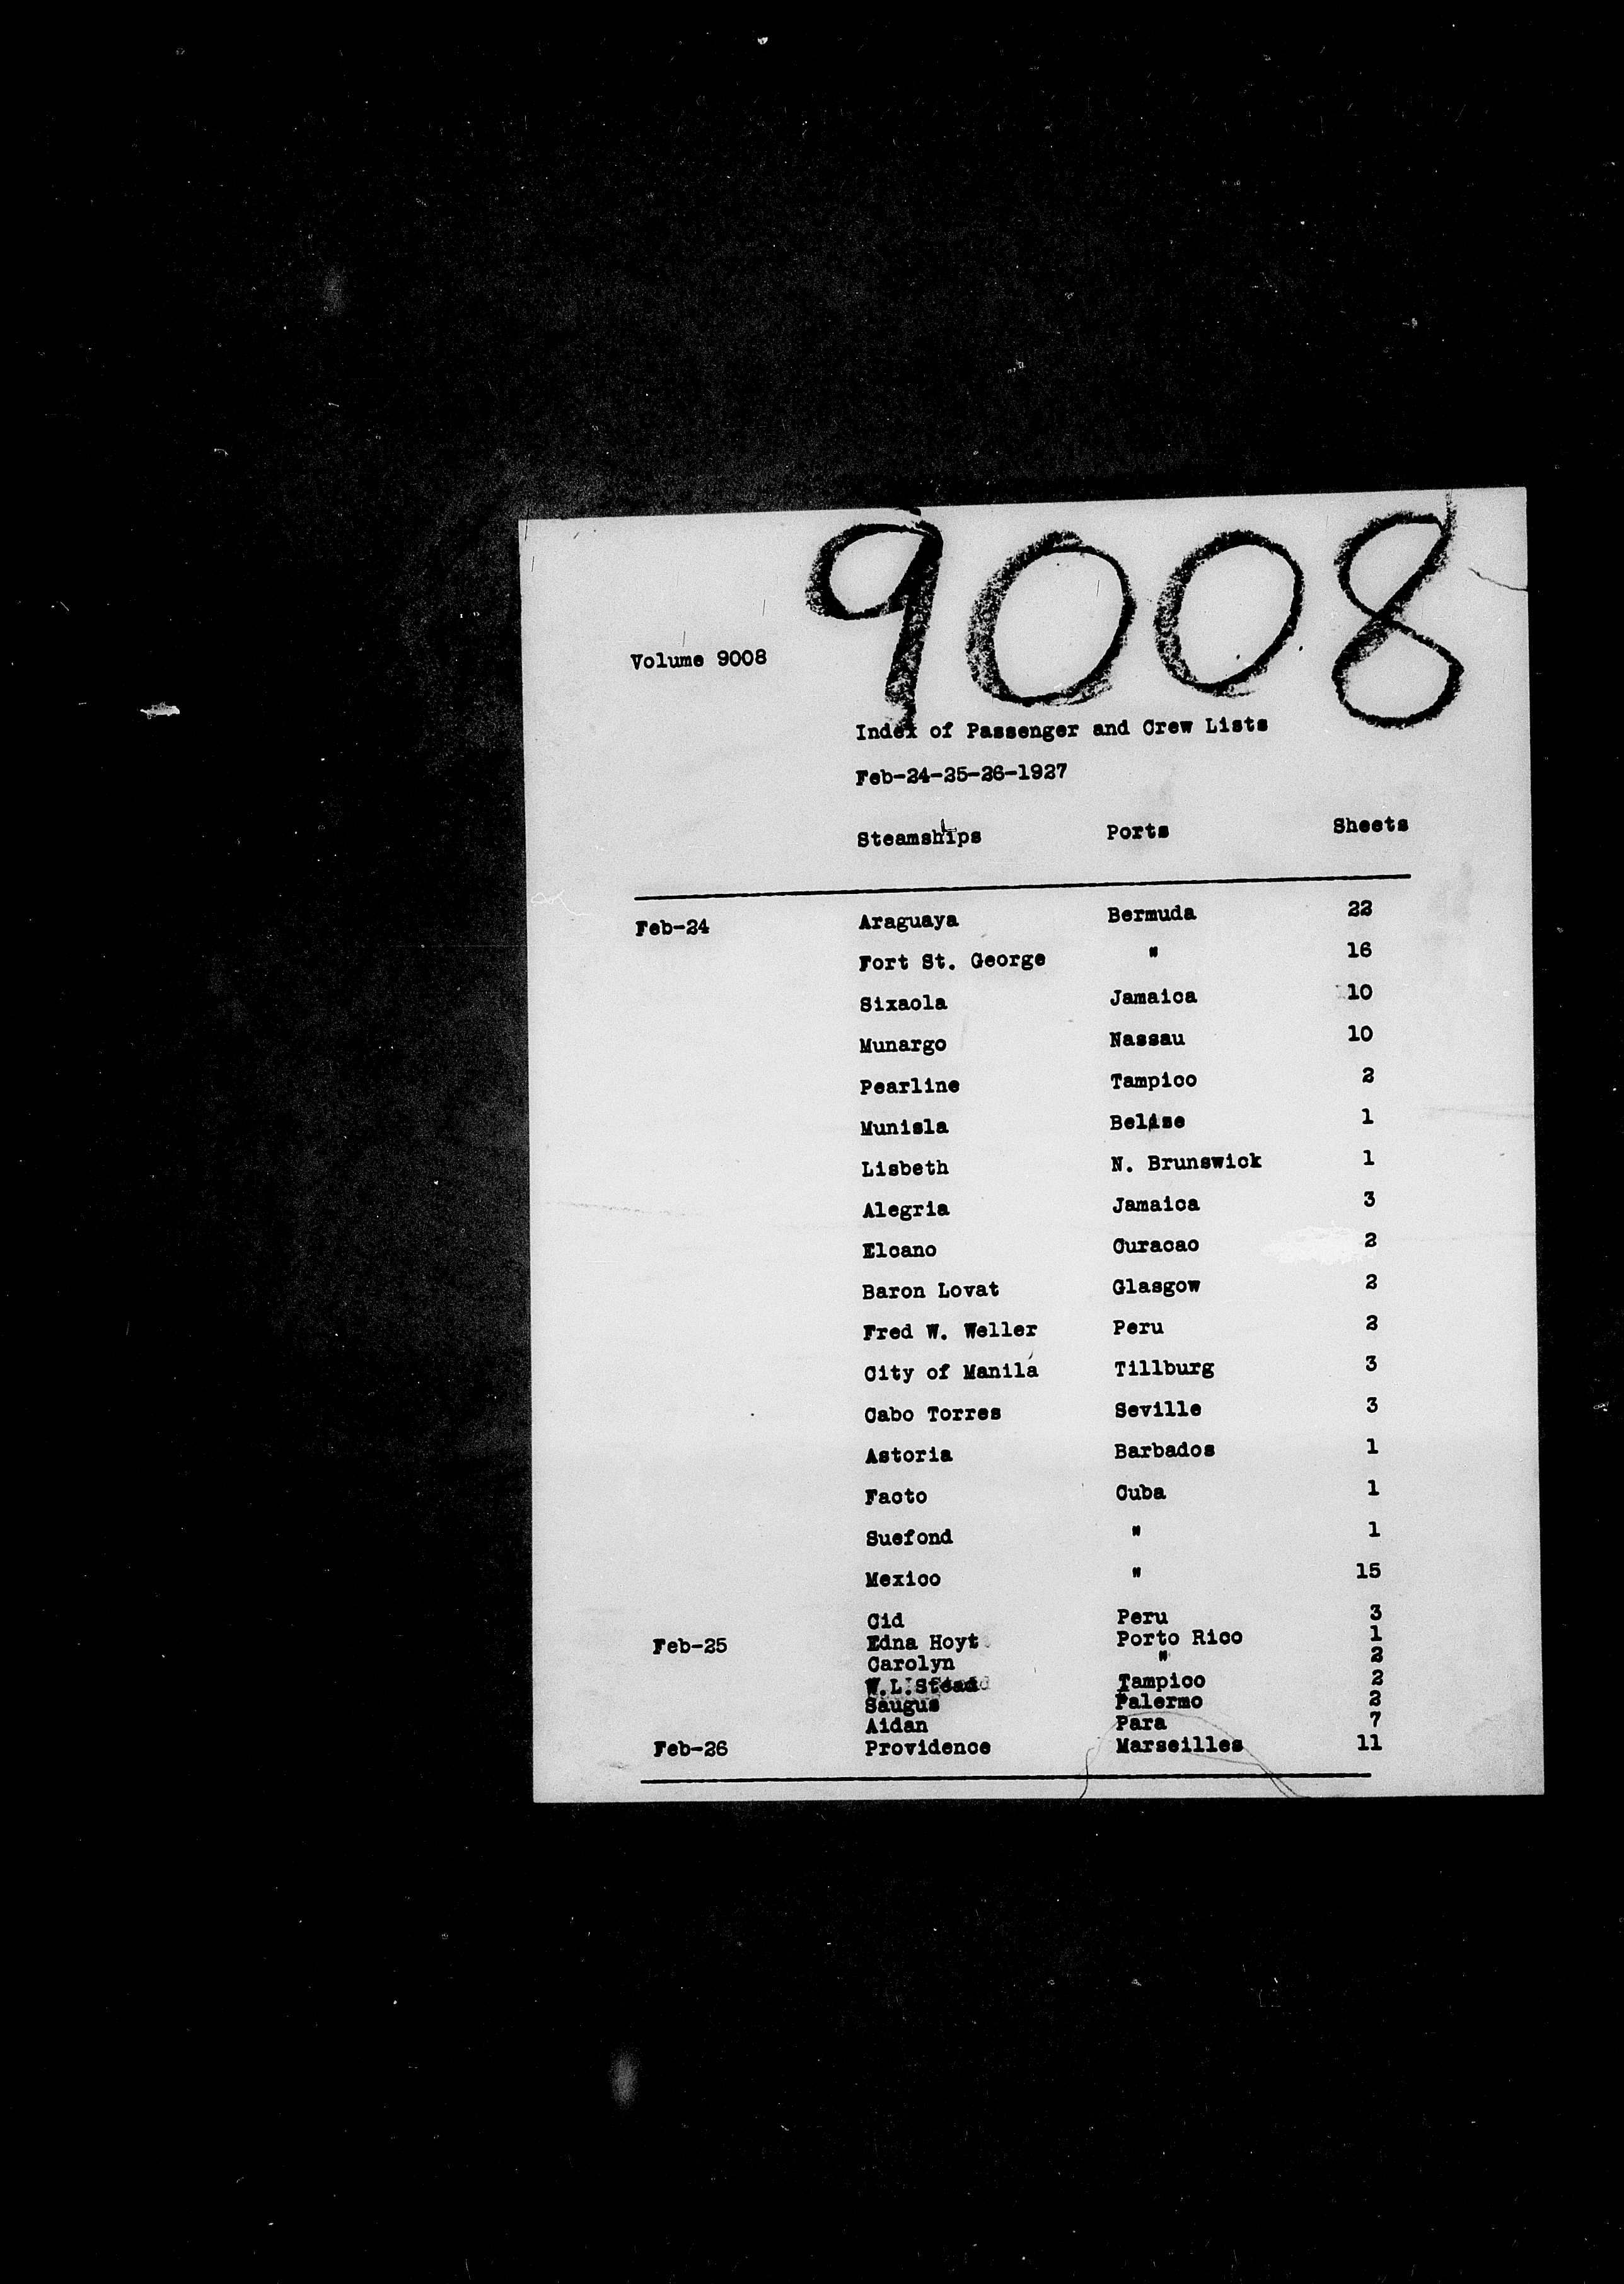 9008
Volume 9008
Index of Passenger and Crew Lists
Feb-24-25-26-1927
Steamships Ports Sheets
Feb-24 Araguaya Bermuda 22
Fort St. George " 16
Sixaola Jamaica 10
Munargo Nassau 10
Pearline Tampico 2
Munisla Belise 1
Lisbeth N. Brunswick 1
Alegria Jamaica 3
Elcano Curacao 2
Baron Lovat Glasgow 2
Fred W. Weller Peru 2
City of Manila Tillburg 3
Cabo Torres Seville 3
Astoria Barbados 1
Facto Cuba 1
Suefond " 1
Mexico " 15
Cid Peru 3
Feb-25 Edna Hoyt Porto Rico 1
Carolyn " 2
W.L.Stead Tampico 2
Saugus Palermo 2
Aidan Para 7
Feb-26 Providence Marseilles 11